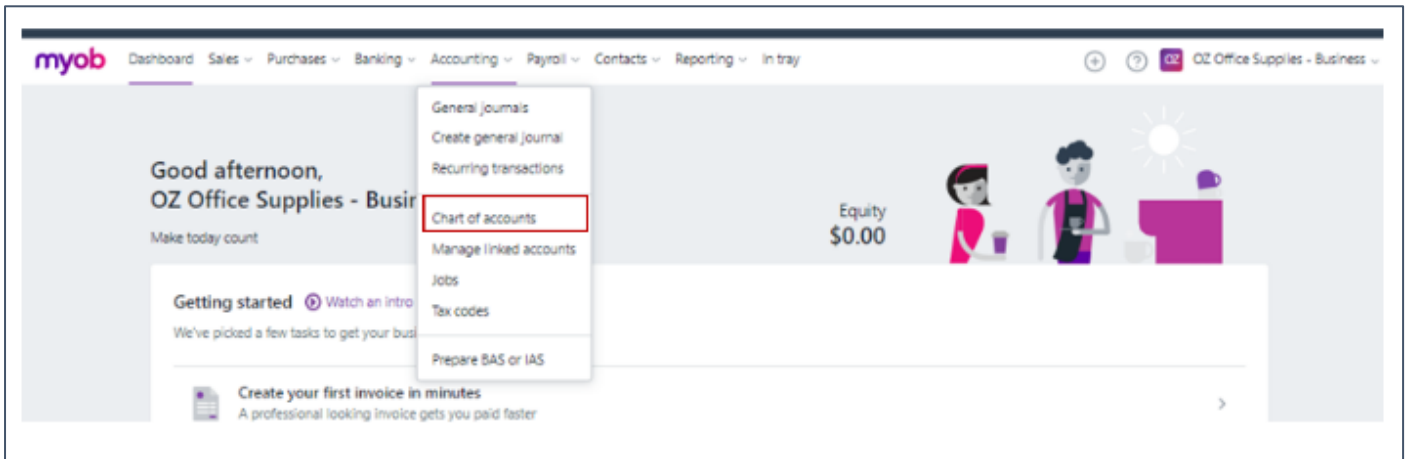 myob Dashboard Sales Purchases Banking Accounting Payroll Contacts Reporting In tray OZ OZ Office Supplies - Business
General journals
Create general journal
Recurring transactions
Chart of accounts
Manage linked accounts
Jobs
Tax codes
Prepare BAS or IAS
Good afternoon,
OZ Office Supplies - Busin
Make today count
Equity
$0.00
Getting started Watch an intro
We've picked a few tasks to get your busi
Create your first invoice in minutes
A professional looking invoice gets you paid faster